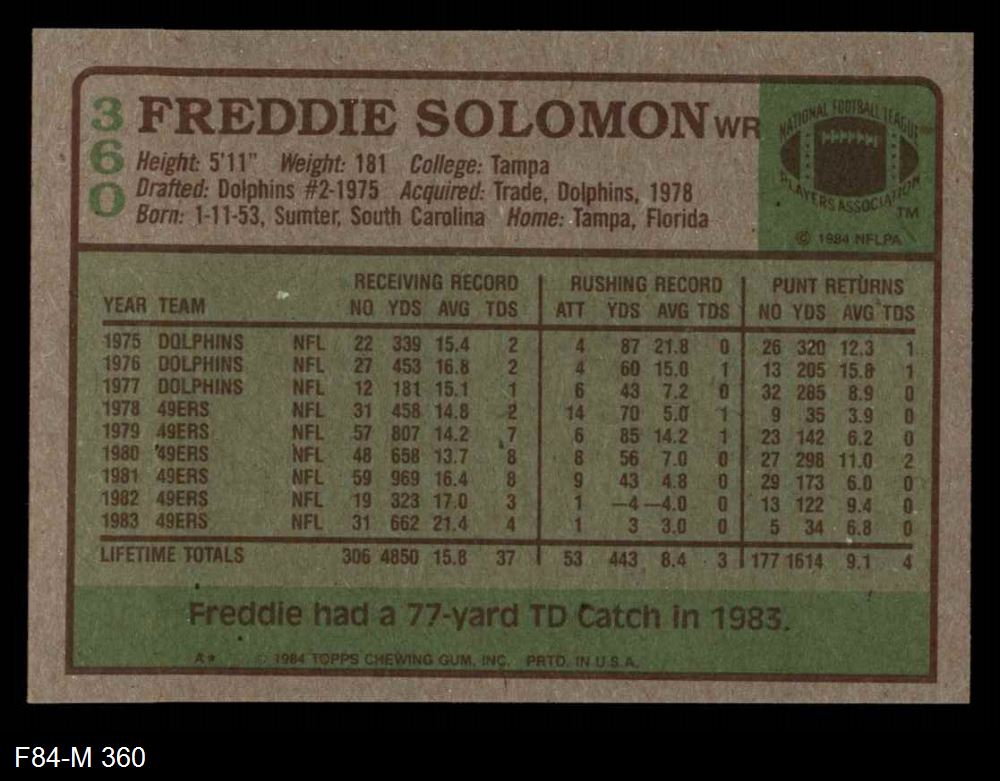 360
FREDDIE SOLOMON WR
Height: 5'11" Weight: 181 College: Tampa
Drafted: Dolphins #2-1975 Acquired: Trade, Dolphins, 1978
Born: 1-11-53, Sumter, South Carolina Home: Tampa, Florida
NATIONAL FOOTBALL LEAGUE
PLAYERS ASSOCIATION
TM
© 1984 NFLPA
RECEIVING RECORD RUSHING RECORD PUNT RETURNS
YEAR TEAM NO YDS AVG TDS ATT YDS AVG TDS NO YDS AVG TDS
1975 DOLPHINS NFL 22 339 15.4 2 4 87 21.8 0 26 320 12.3 1
1976 DOLPHINS NFL 27 453 16.8 2 4 60 15.0 1 13 205 15.8 1
1977 DOLPHINS NFL 12 181 15.1 1 6 43 7.2 0 32 285 8.9 0
1978 49ERS NFL 31 458 14.8 2 14 70 5.0 1 9 35 3.9 0
1979 49ERS NFL 57 807 14.2 7 6 85 14.2 1 23 142 6.2 0
1980 49ERS NFL 48 658 13.7 8 8 56 7.0 0 27 298 11.0 2
1981 49ERS NFL 59 969 16.4 8 9 43 4.8 0 29 173 6.0 0
1982 49ERS NFL 19 323 17.0 3 1 –4 –4.0 0 13 122 9.4 0
1983 49ERS NFL 31 662 21.4 4 1 3 3.0 0 5 34 6.8 0
LIFETIME TOTALS 306 4850 15.8 37 53 443 8.4 3 177 1614 9.1 4
Freddie had a 77-yard TD Catch in 1983.
A* © 1984 TOPPS CHEWING GUM, INC. PRTD. IN U.S.A.
F84-M 360